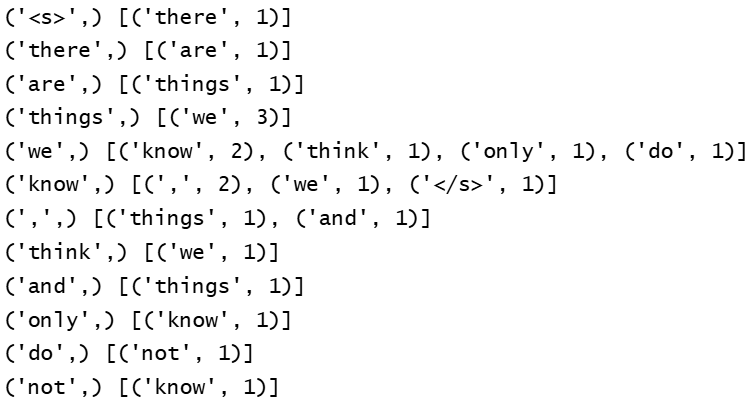 ('<s>',) [('there', 1)]
('there',) [('are', 1)]
('are',) [('things', 1)]
('things',) [('we', 3)]
('we',) [('know', 2), ('think', 1), ('only', 1), ('do', 1)]
('know',) [(',', 2), ('we', 1), ('</s>', 1)]
(',',) [('things', 1), ('and', 1)]
('think',) [('we', 1)]
('and',) [('things', 1)]
('only',) [('know', 1)]
('do',) [('not', 1)]
('not',) [('know', 1)]